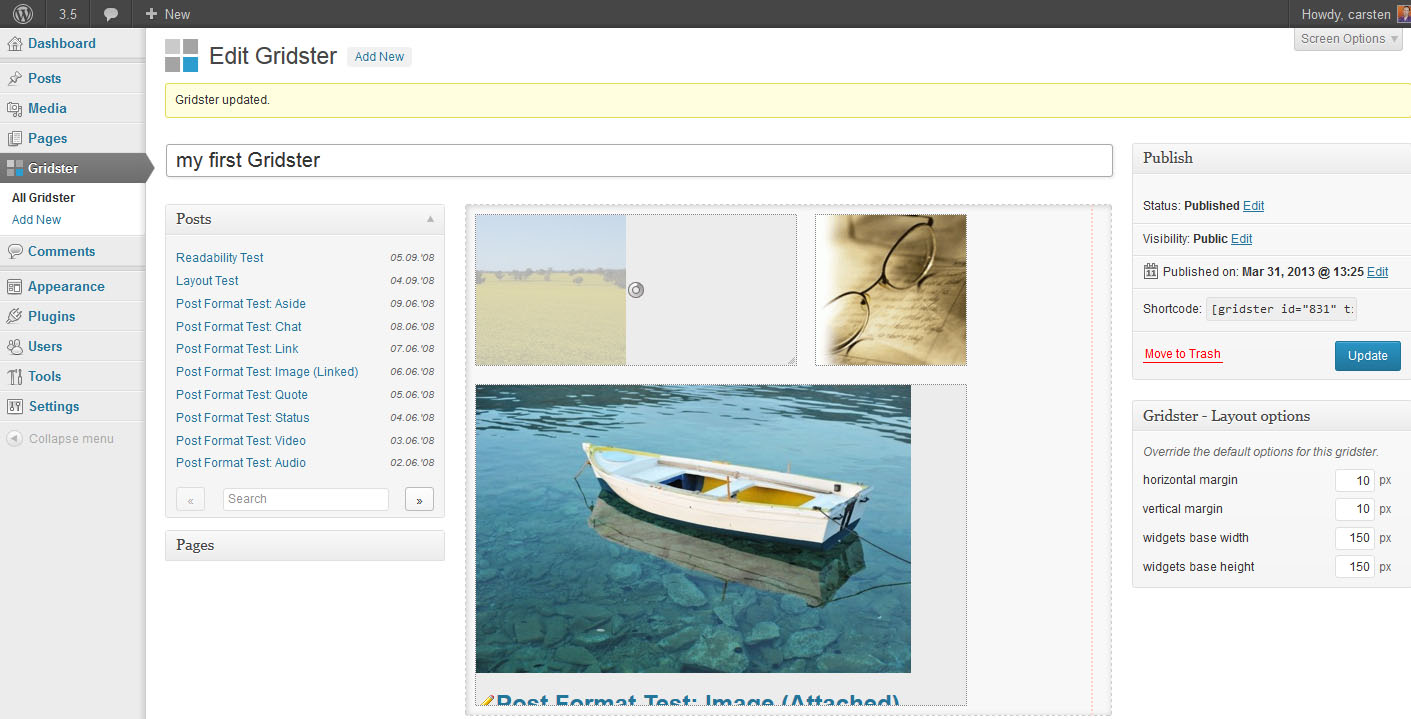 3.5 New Howdy, carsten
Screen Options
Dashboard
Posts
Media
Pages
Gridster
All Gridster
Add New
Comments
Appearance
Plugins
Users
Tools
Settings
Collapse menu
Edit Gridster Add New
Gridster updated.
my first Gridster
Posts
Readability Test 05.09.'08
Layout Test 04.09.'08
Post Format Test: Aside 09.06.'08
Post Format Test: Chat 08.06.'08
Post Format Test: Link 07.06.'08
Post Format Test: Image (Linked) 06.06.'08
Post Format Test: Quote 05.06.'08
Post Format Test: Status 04.06.'08
Post Format Test: Video 03.06.'08
Post Format Test: Audio 02.06.'08
« Search »
Pages
Post Format Test: Image (Attached)
Publish
Status: Published Edit
Visibility: Public Edit
Published on: Mar 31, 2013 @ 13:25 Edit
Shortcode: [gridster id="831" t:
Move to Trash Update
Gridster - Layout options
Override the default options for this gridster.
horizontal margin 10 px
vertical margin 10 px
widgets base width 150 px
widgets base height 150 px